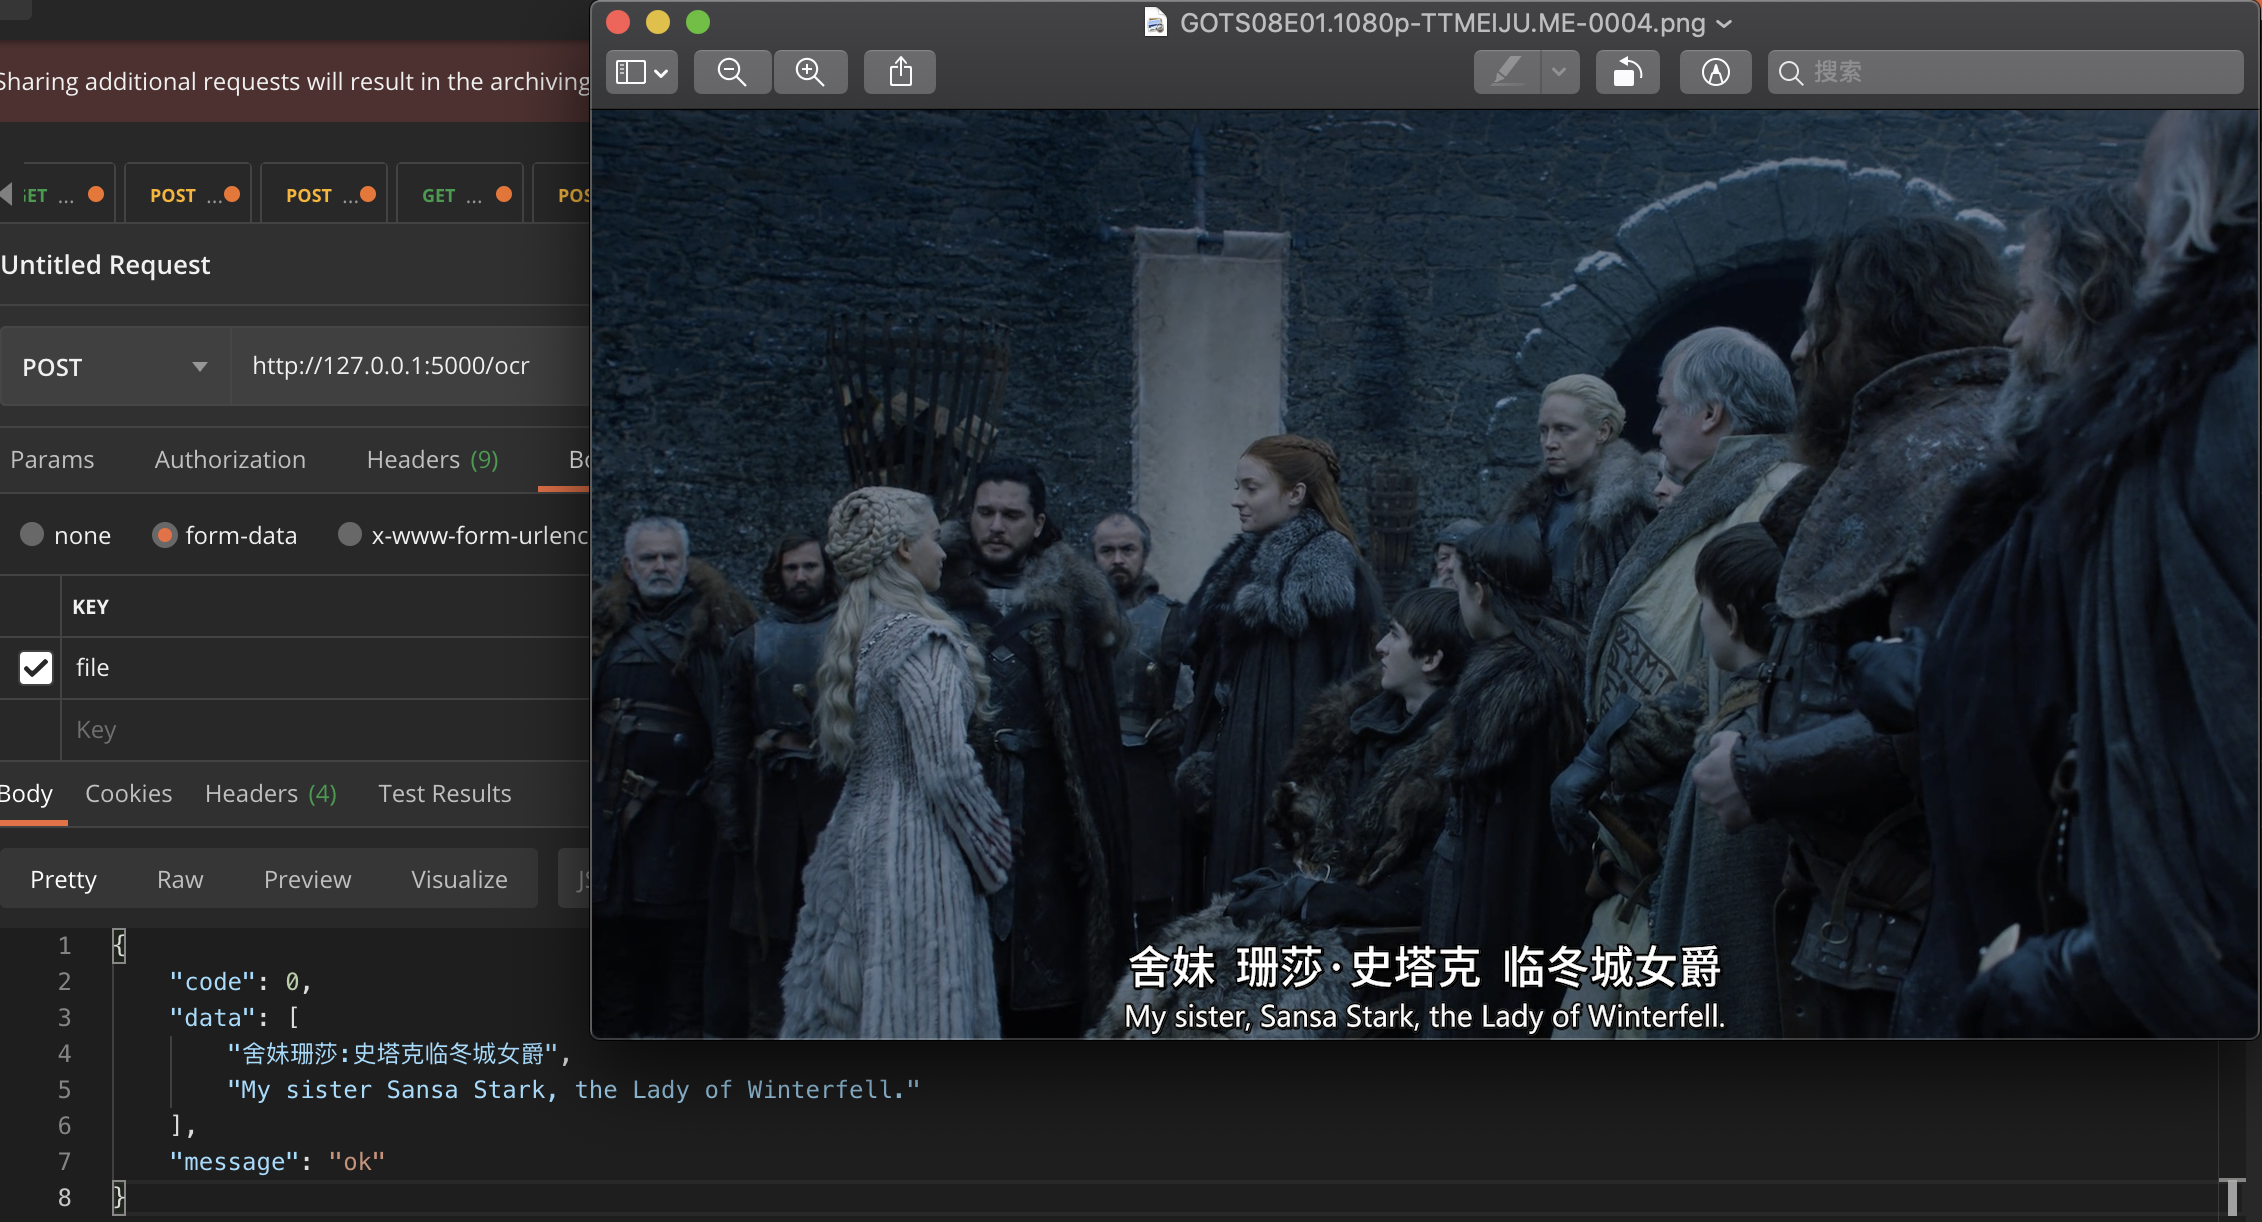 GOTS08E01.1080p-TTMEIJU.ME-0004.png
搜索
Sharing additional requests will result in the archiving
GET ...
POST ...
POST ...
GET ...
POS
Untitled Request
POST
http://127.0.0.1:5000/ocr
Params
Authorization
Headers (9)
Bo
none
form-data
x-www-form-urlenc
KEY
file
Key
Body
Cookies
Headers (4)
Test Results
Pretty
Raw
Preview
Visualize
JS
1 {
2 "code": 0,
3 "data": [
4 "舍妹珊莎:史塔克临冬城女爵",
5 "My sister Sansa Stark, the Lady of Winterfell."
6 ],
7 "message": "ok"
8 }
舍妹 珊莎·史塔克 临冬城女爵
My sister, Sansa Stark, the Lady of Winterfell.